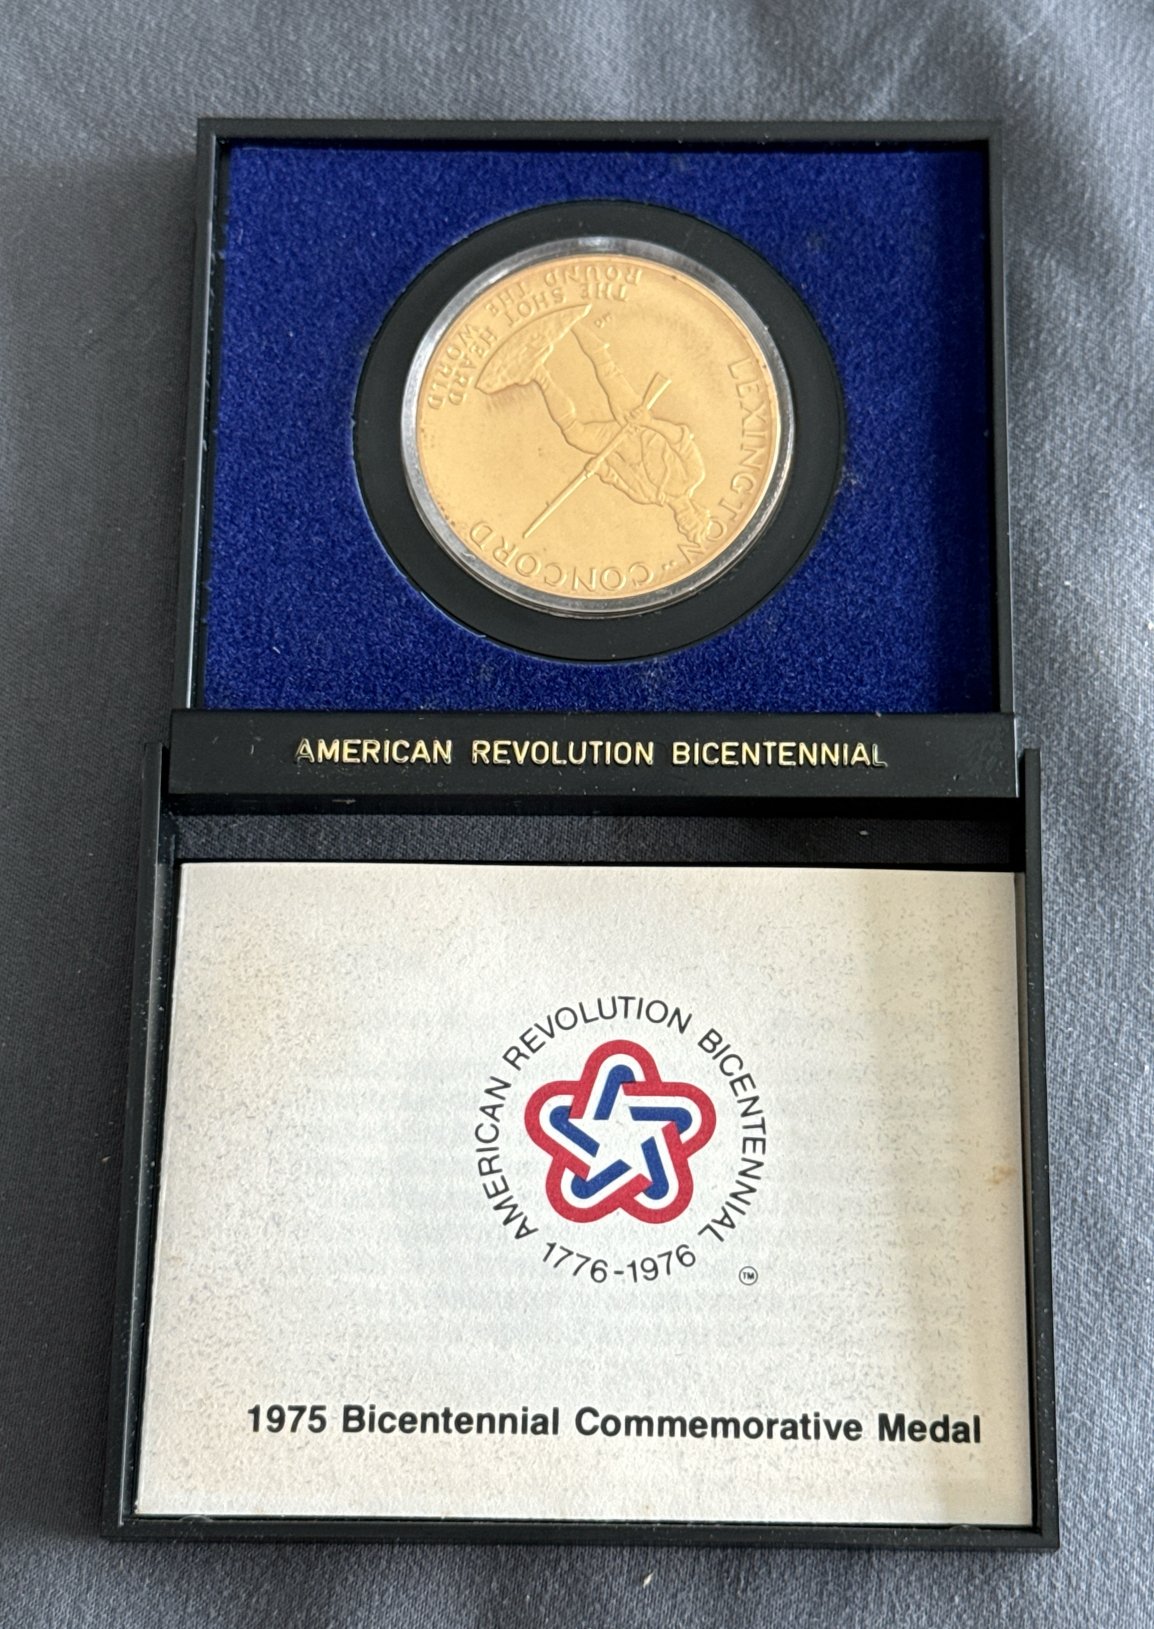 LEXINGTON·CONCORD
THE SHOT HEARD
ROUND THE
WORLD
AMERICAN REVOLUTION BICENTENNIAL
AMERICAN REVOLUTION BICENTENNIAL
1776-1976
TM
1975 Bicentennial Commemorative Medal